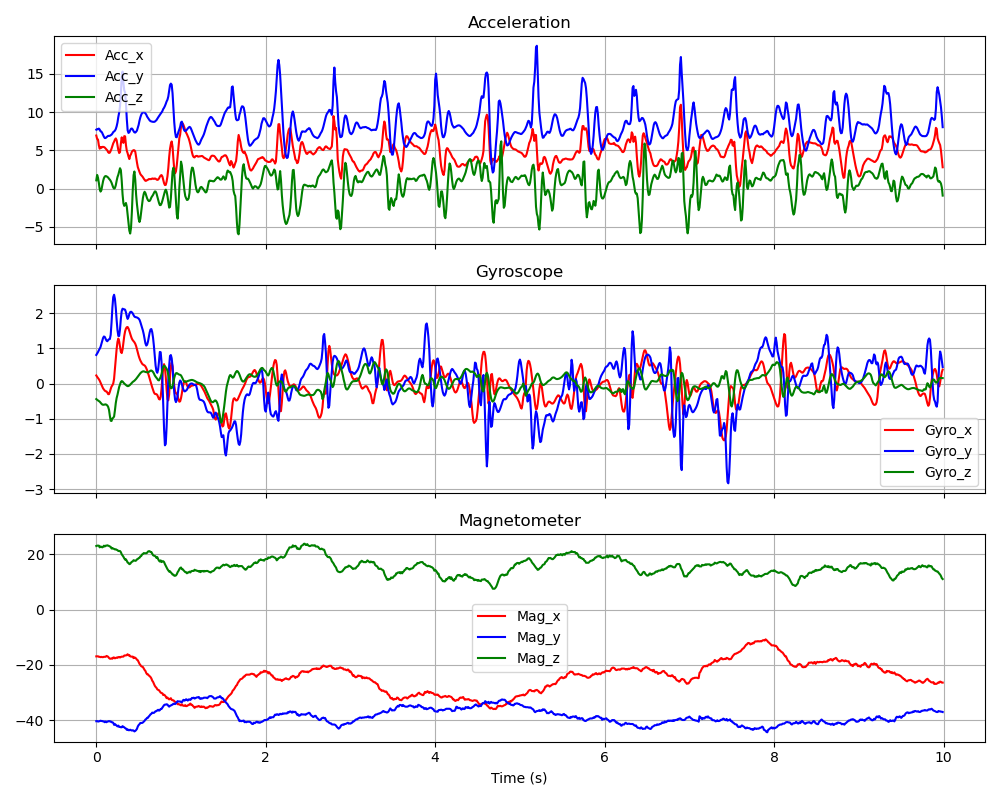 Acceleration
Acc_x
Acc_y
Acc_z
15
10
5
0
−5
Gyroscope
2
1
0
−1
−2
−3
Gyro_x
Gyro_y
Gyro_z
Magnetometer
20
0
−20
−40
Mag_x
Mag_y
Mag_z
0 2 4 6 8 10
Time (s)